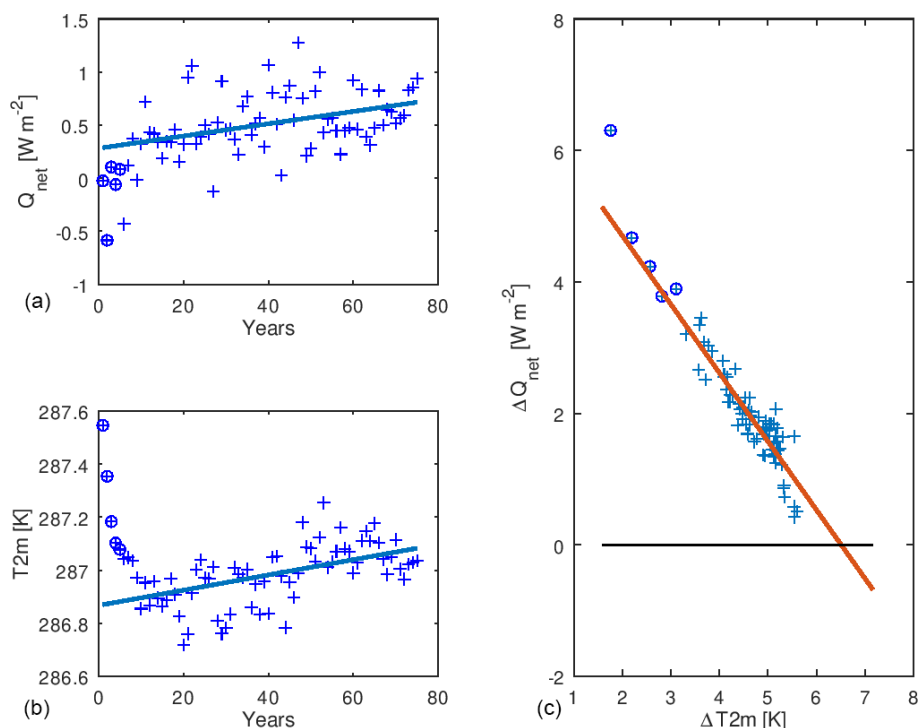 1.5
1
0.5
0
-0.5
-1
Q_net [W m^-2]
0 20 40 60 80
Years
(a)
287.6
287.4
287.2
287
286.8
286.6
T2m [K]
0 20 40 60 80
Years
(b)
8
6
4
2
0
-2
ΔQ_net [W m^-2]
1 2 3 4 5 6 7 8
ΔT2m [K]
(c)